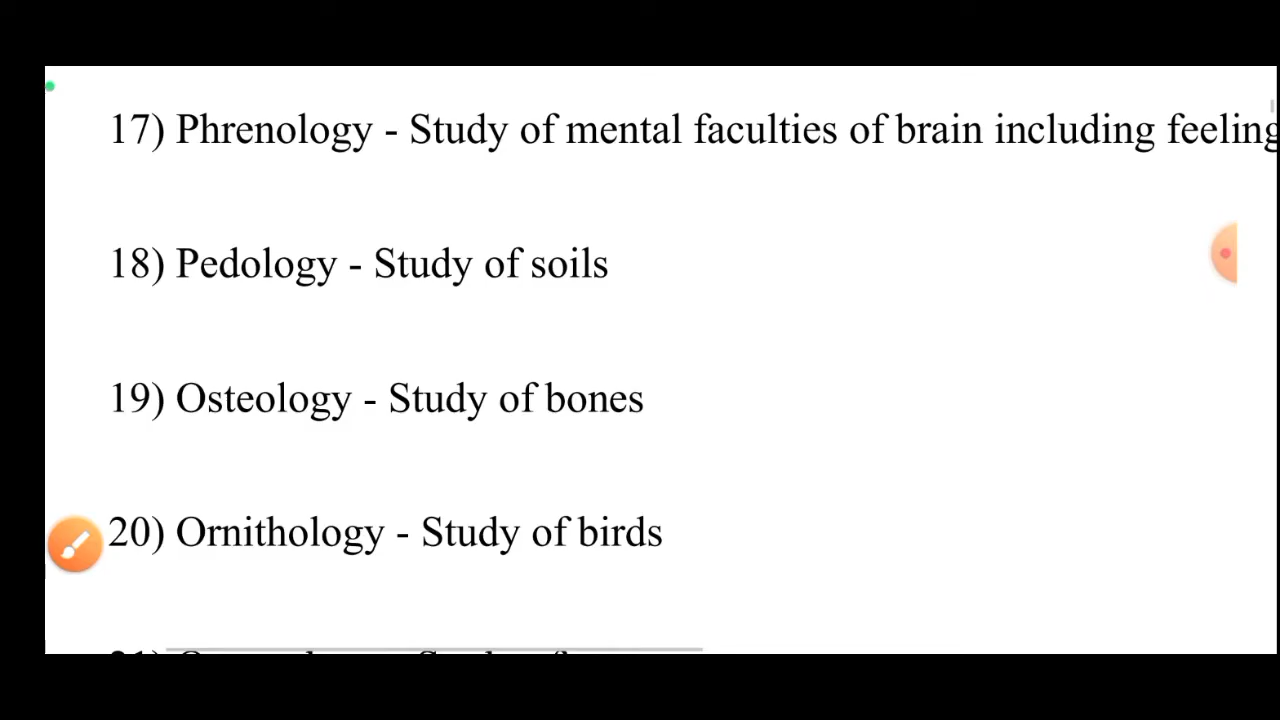 17) Phrenology - Study of mental faculties of brain including feeling
18) Pedology - Study of soils
19) Osteology - Study of bones
20) Ornithology - Study of birds